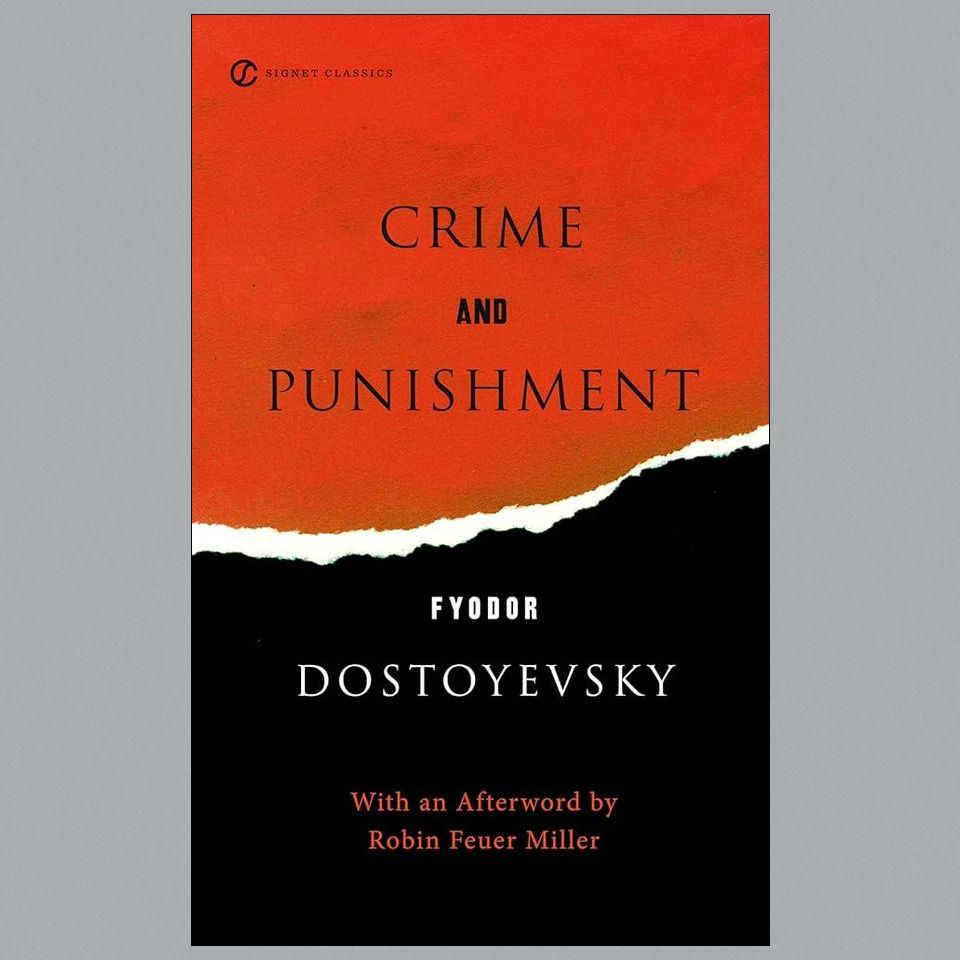 SIGNET CLASSICS
CRIME
AND
PUNISHMENT
FYODOR
DOSTOYEVSKY
With an Afterword by
Robin Feuer Miller